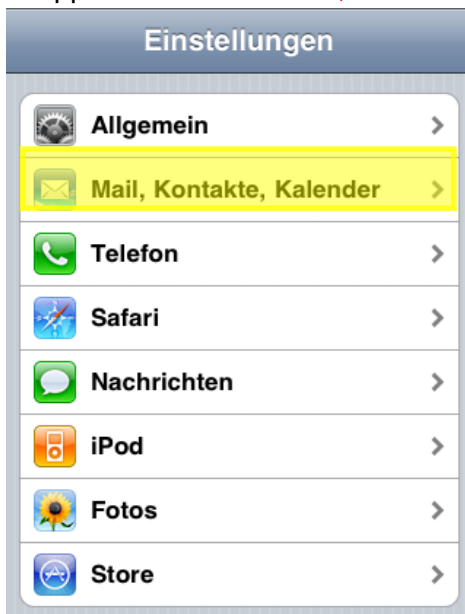 Einstellungen
Allgemein
Mail, Kontakte, Kalender
Telefon
Safari
Nachrichten
iPod
Fotos
Store